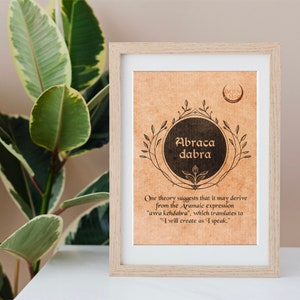 Abraca
dabra
One theory suggests that it may derive
from the Aramaic expression
"avra kehdabra", which translates to
"I will create as I speak."